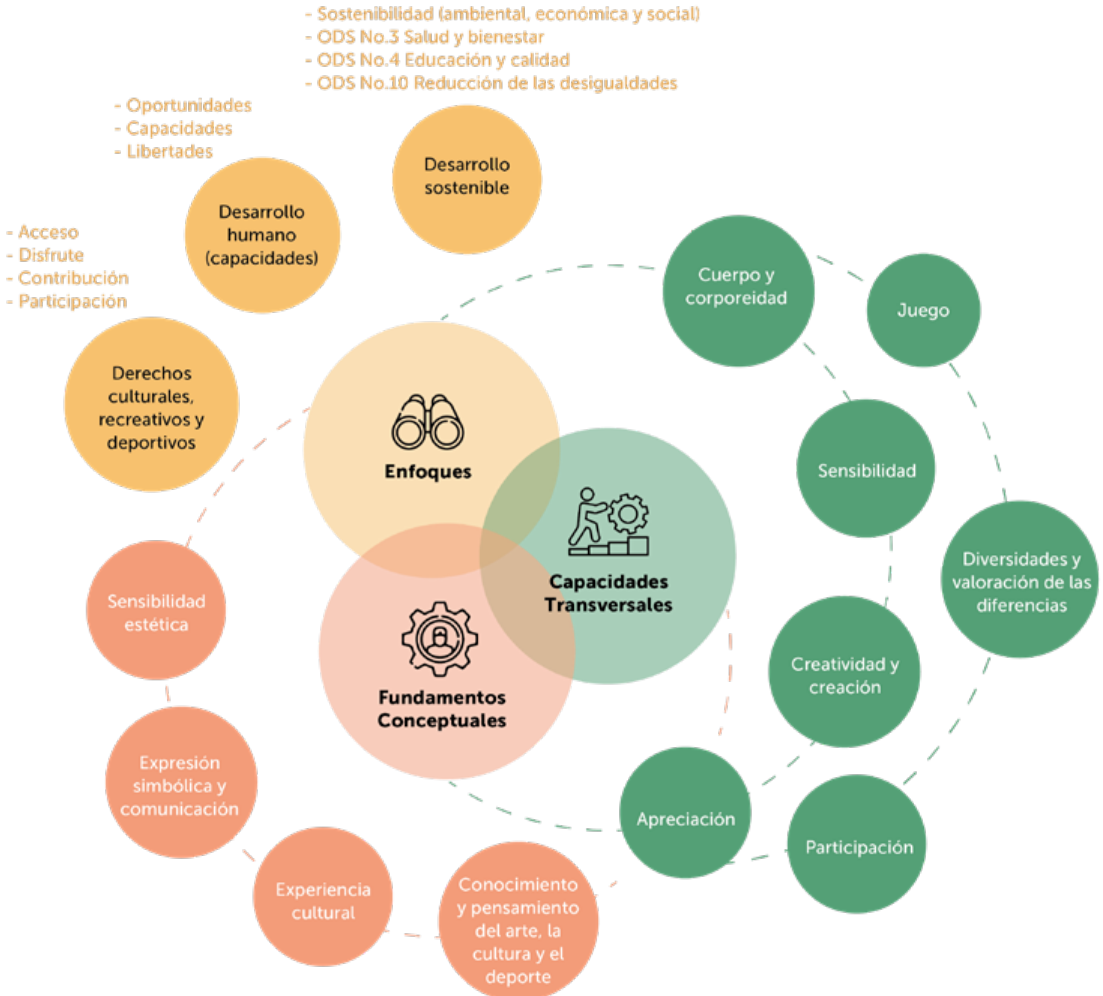 - Sostenibilidad (ambiental, económica y social)
- ODS No.3 Salud y bienestar
- ODS No.4 Educación y calidad
- ODS No.10 Reducción de las desigualdades
- Oportunidades
- Capacidades
- Libertades
Desarrollo
sostenible
Desarrollo
humano
(capacidades)
- Acceso
- Disfrute
- Contribución
- Participación
Derechos
culturales,
recreativos y
deportivos
Enfoques
Capacidades
Transversales
Fundamentos
Conceptuales
Cuerpo y
corporeidad
Juego
Sensibilidad
Diversidades y
valoración de las
diferencias
Creatividad y
creación
Participación
Apreciación
Sensibilidad
estética
Expresión
simbólica y
comunicación
Experiencia
cultural
Conocimiento
y pensamiento
del arte, la
cultura y el
deporte